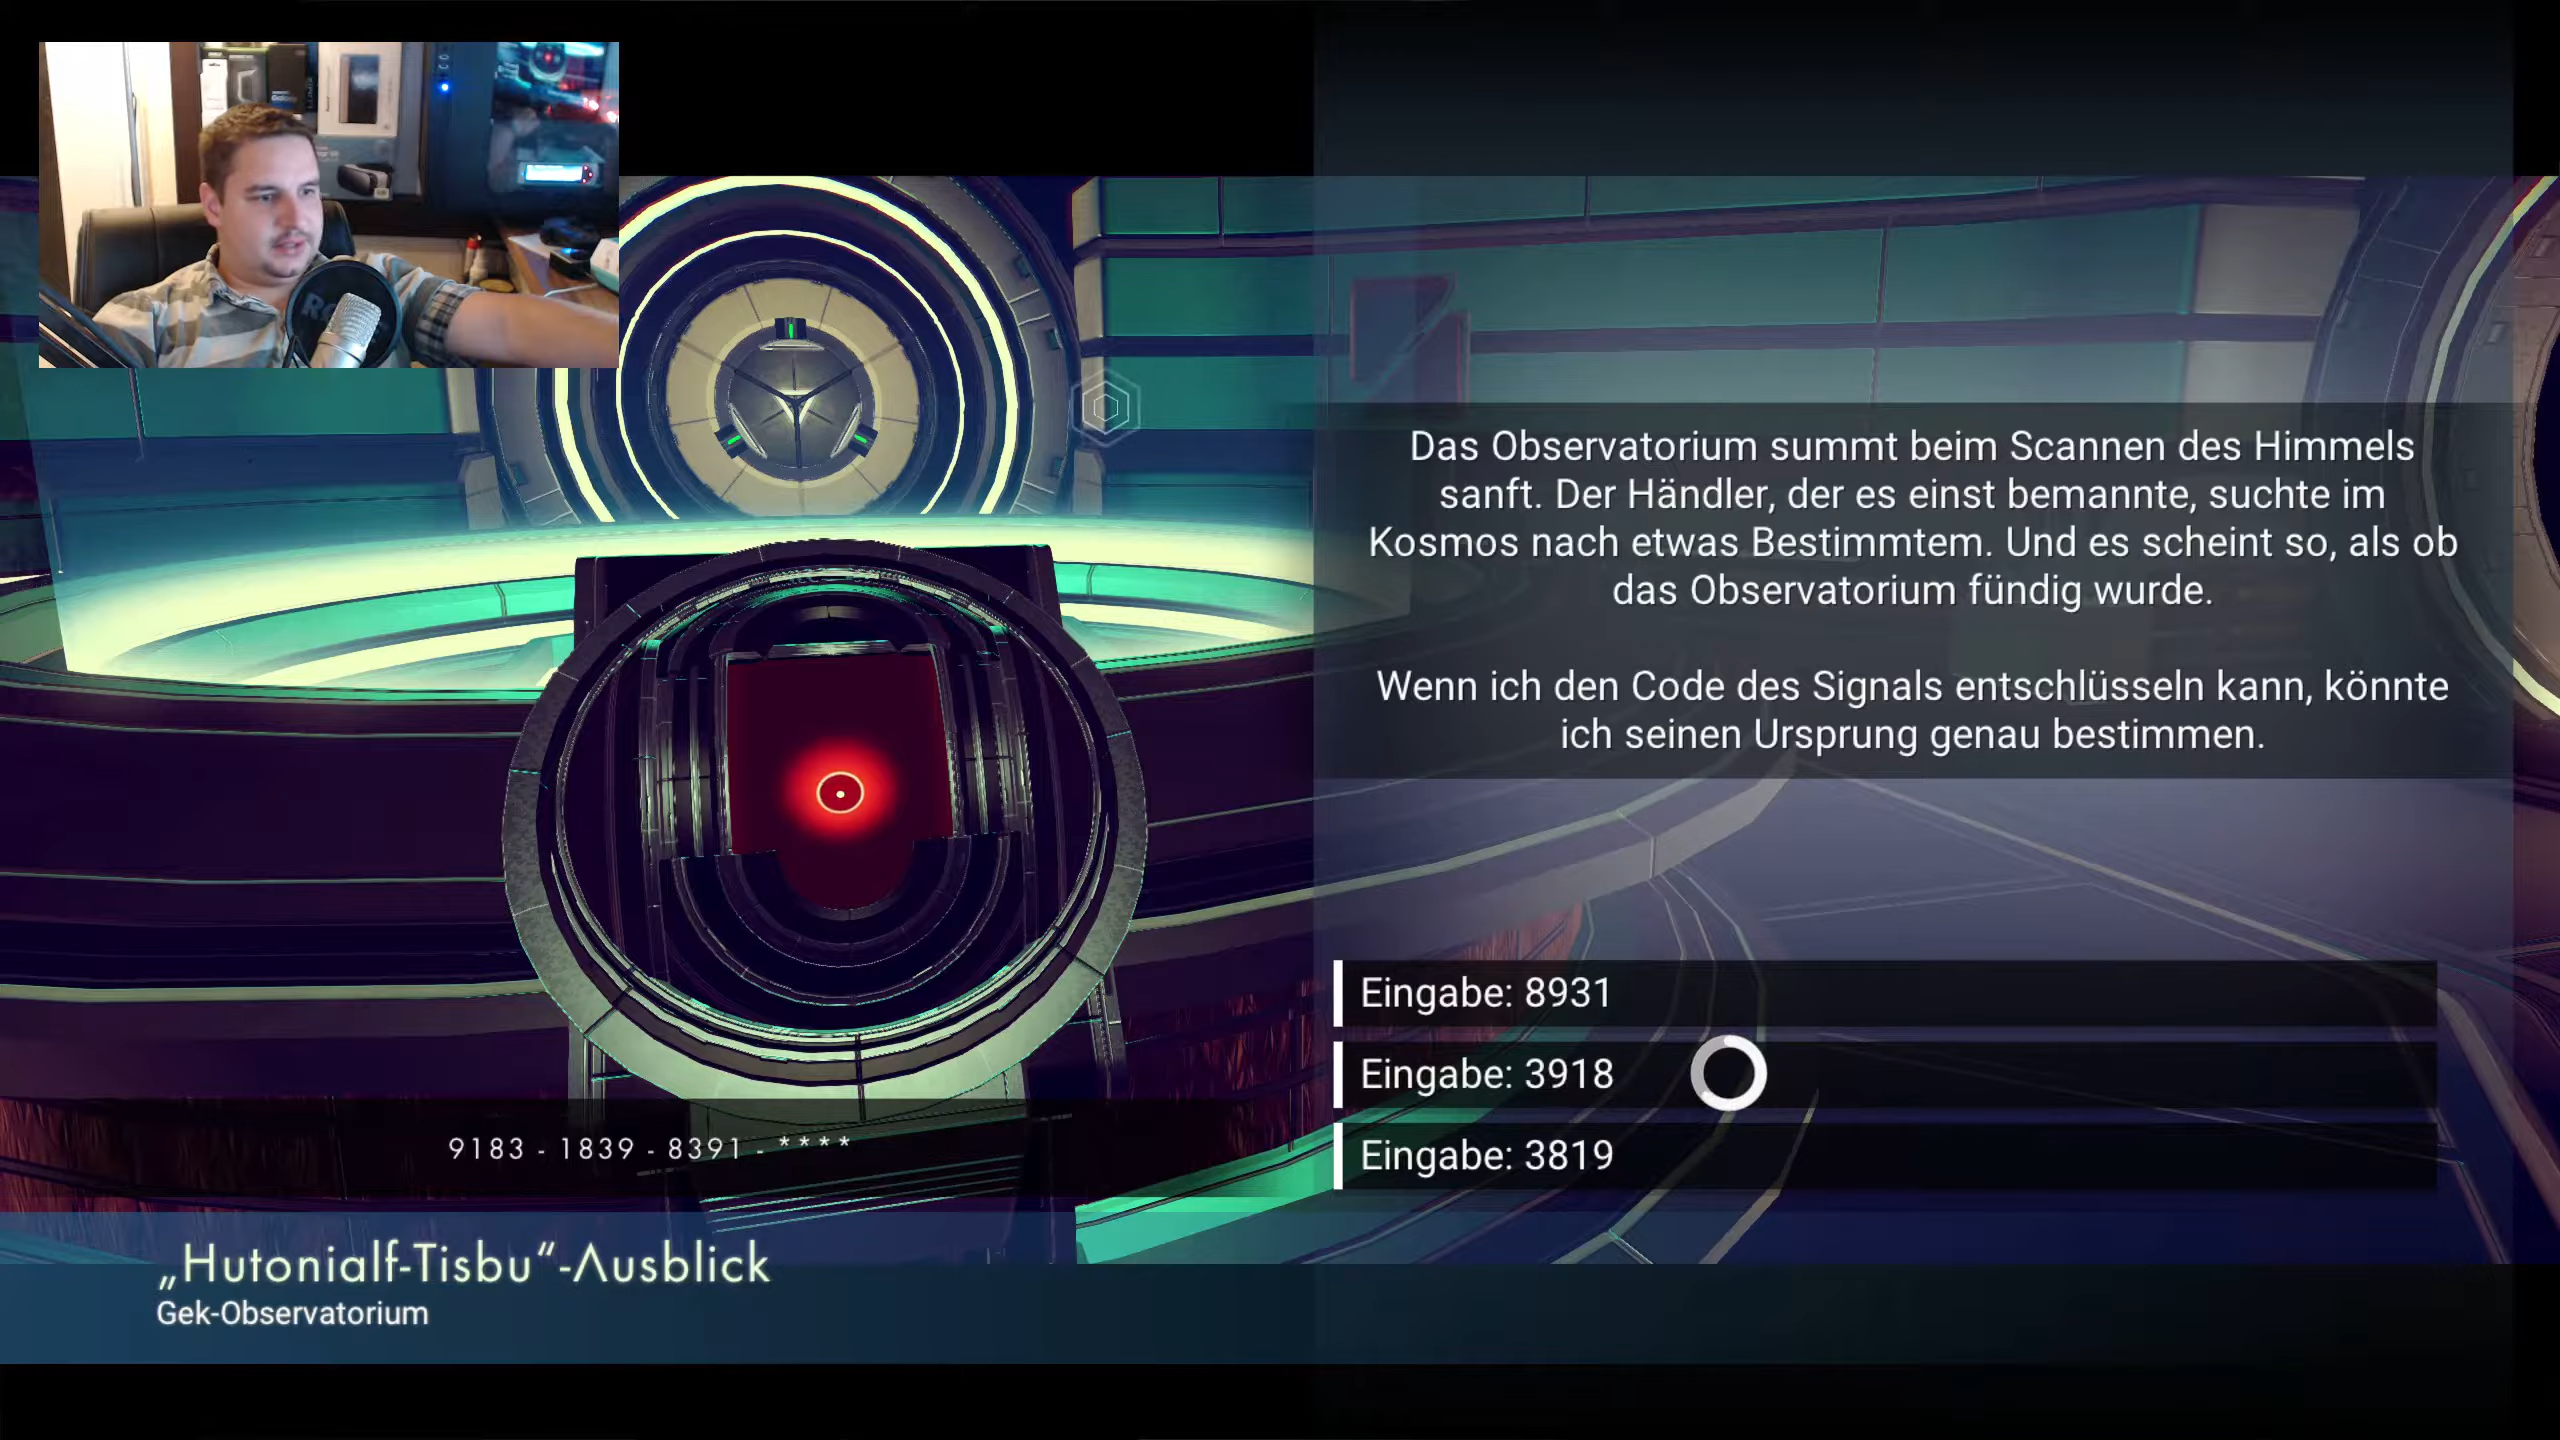 Das Observatorium summt beim Scannen des Himmels
sanft. Der Händler, der es einst bemannte, suchte im
Kosmos nach etwas Bestimmtem. Und es scheint so, als ob
das Observatorium fündig wurde.
Wenn ich den Code des Signals entschlüsseln kann, könnte
ich seinen Ursprung genau bestimmen.
Eingabe: 8931
Eingabe: 3918
Eingabe: 3819
9183 - 1839 - 8391 - ****
„Hutonialf-Tisbu“-Ausblick
Gek-Observatorium